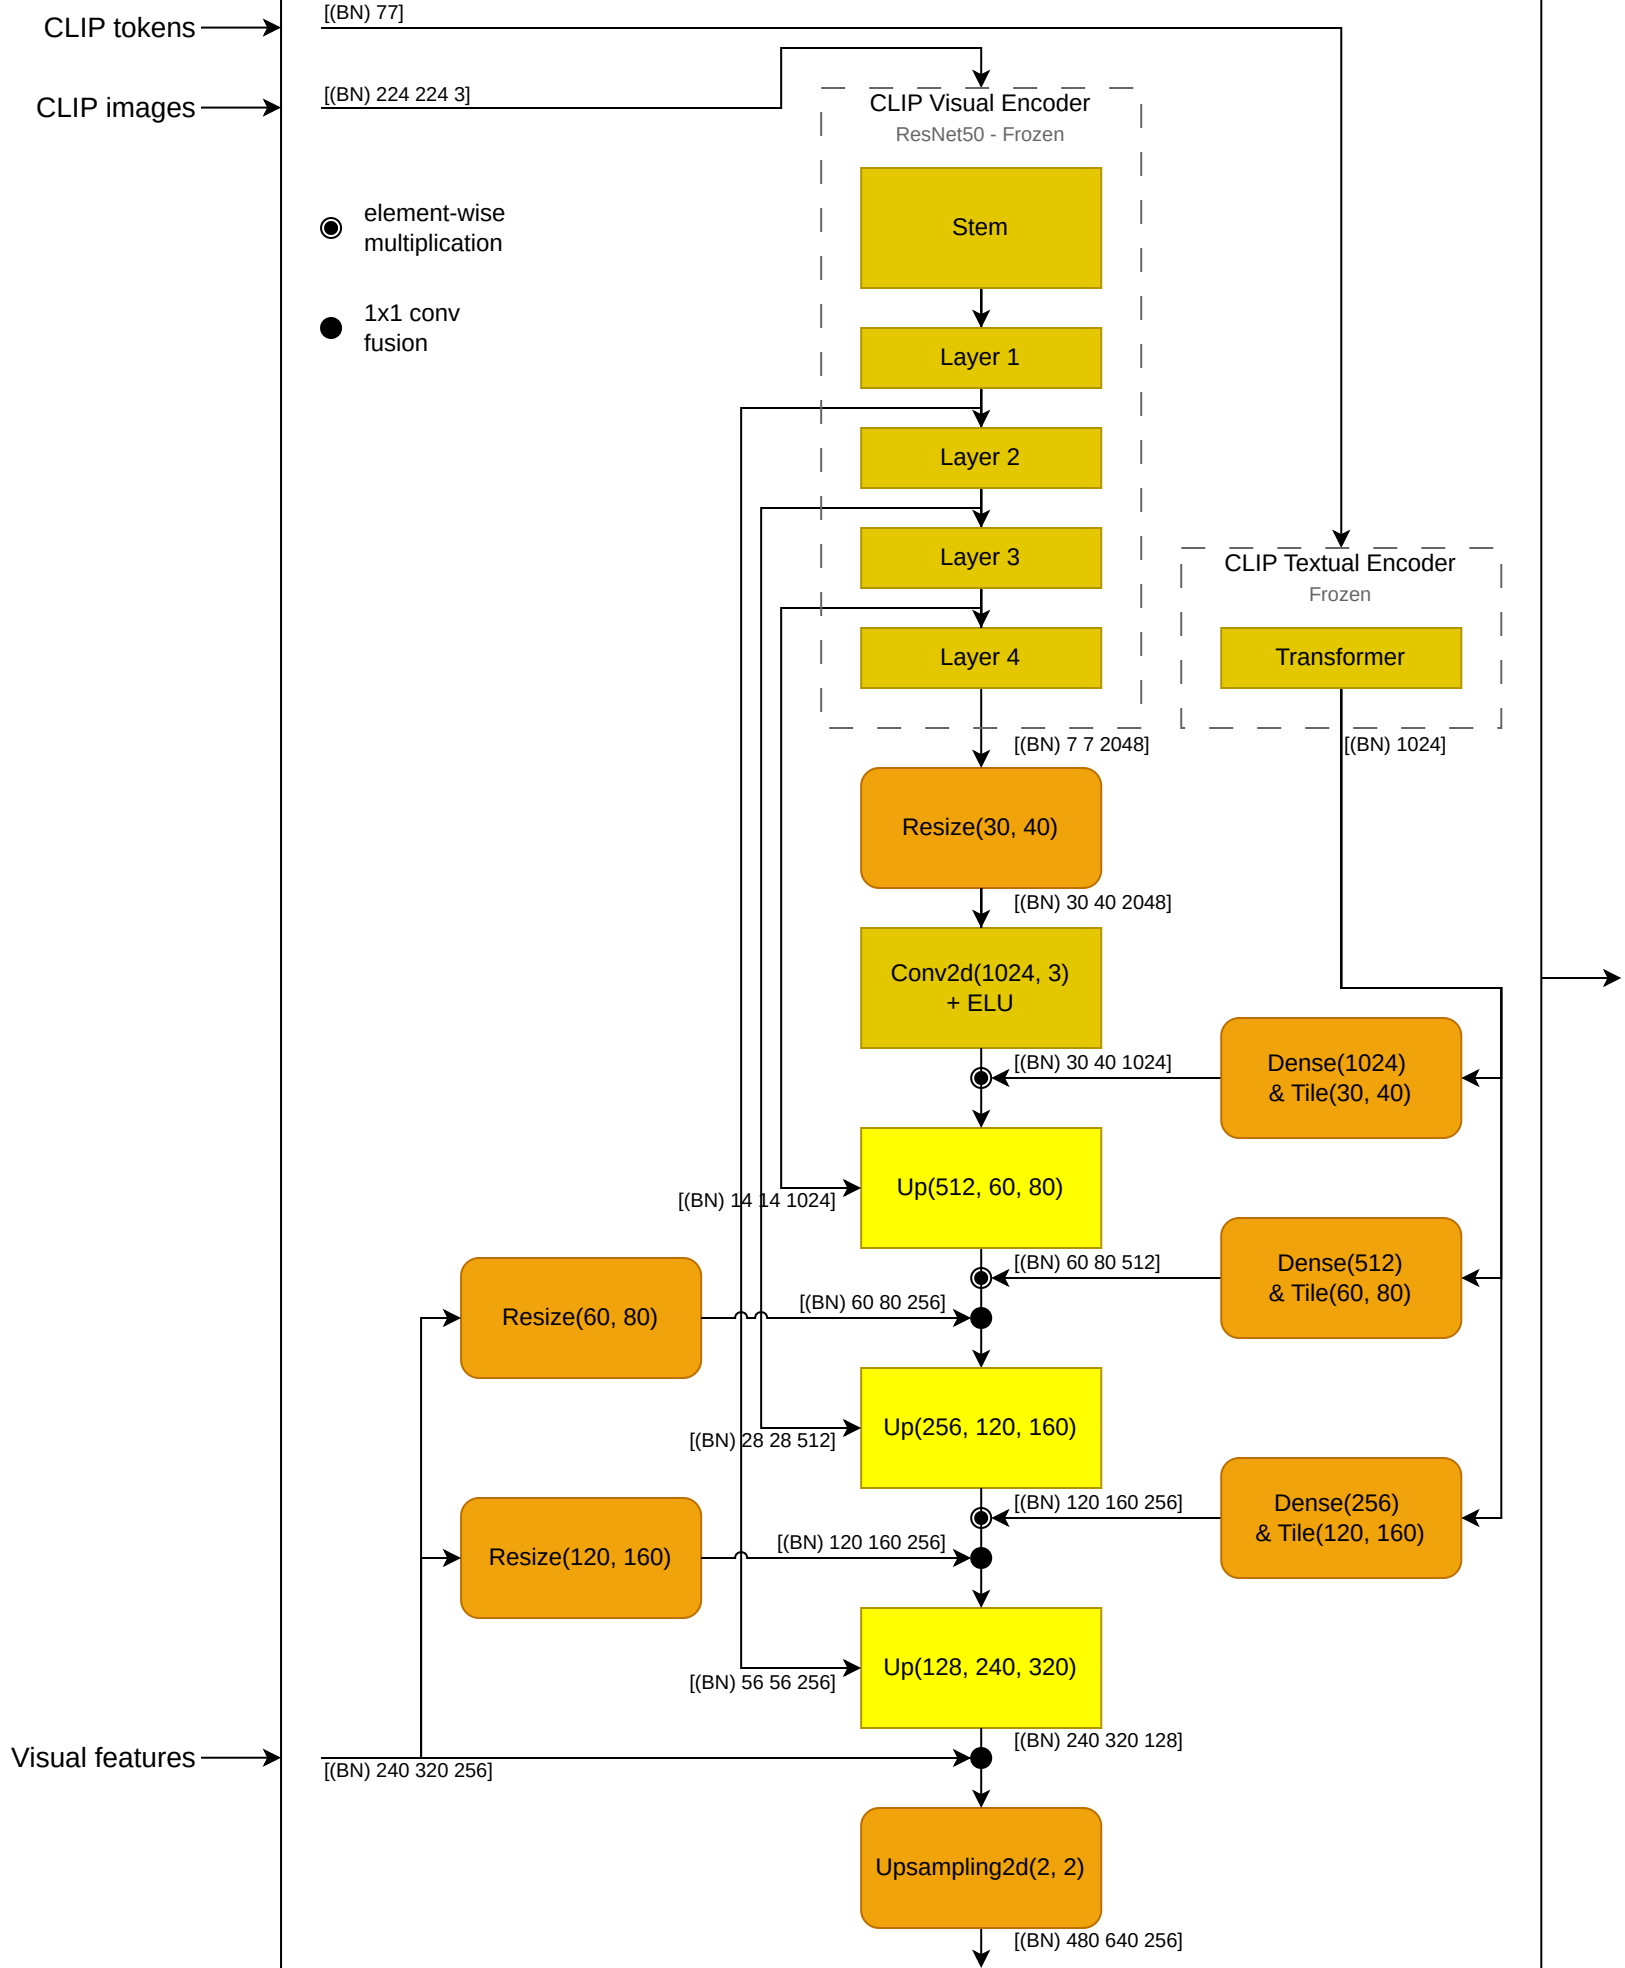 CLIP tokens
[(BN) 77]
CLIP images
[(BN) 224 224 3]
CLIP Visual Encoder
ResNet50 - Frozen
element-wise
multiplication
1x1 conv
fusion
Stem
Layer 1
Layer 2
Layer 3
Layer 4
CLIP Textual Encoder
Frozen
Transformer
[(BN) 7 7 2048]
[(BN) 1024]
Resize(30, 40)
[(BN) 30 40 2048]
Conv2d(1024, 3)
+ ELU
[(BN) 30 40 1024]
Dense(1024)
& Tile(30, 40)
Up(512, 60, 80)
[(BN) 14 14 1024]
[(BN) 60 80 512]
Dense(512)
& Tile(60, 80)
Resize(60, 80)
[(BN) 60 80 256]
Up(256, 120, 160)
[(BN) 28 28 512]
[(BN) 120 160 256]
Dense(256)
& Tile(120, 160)
Resize(120, 160)
[(BN) 120 160 256]
Up(128, 240, 320)
[(BN) 56 56 256]
[(BN) 240 320 128]
Visual features
[(BN) 240 320 256]
Upsampling2d(2, 2)
[(BN) 480 640 256]